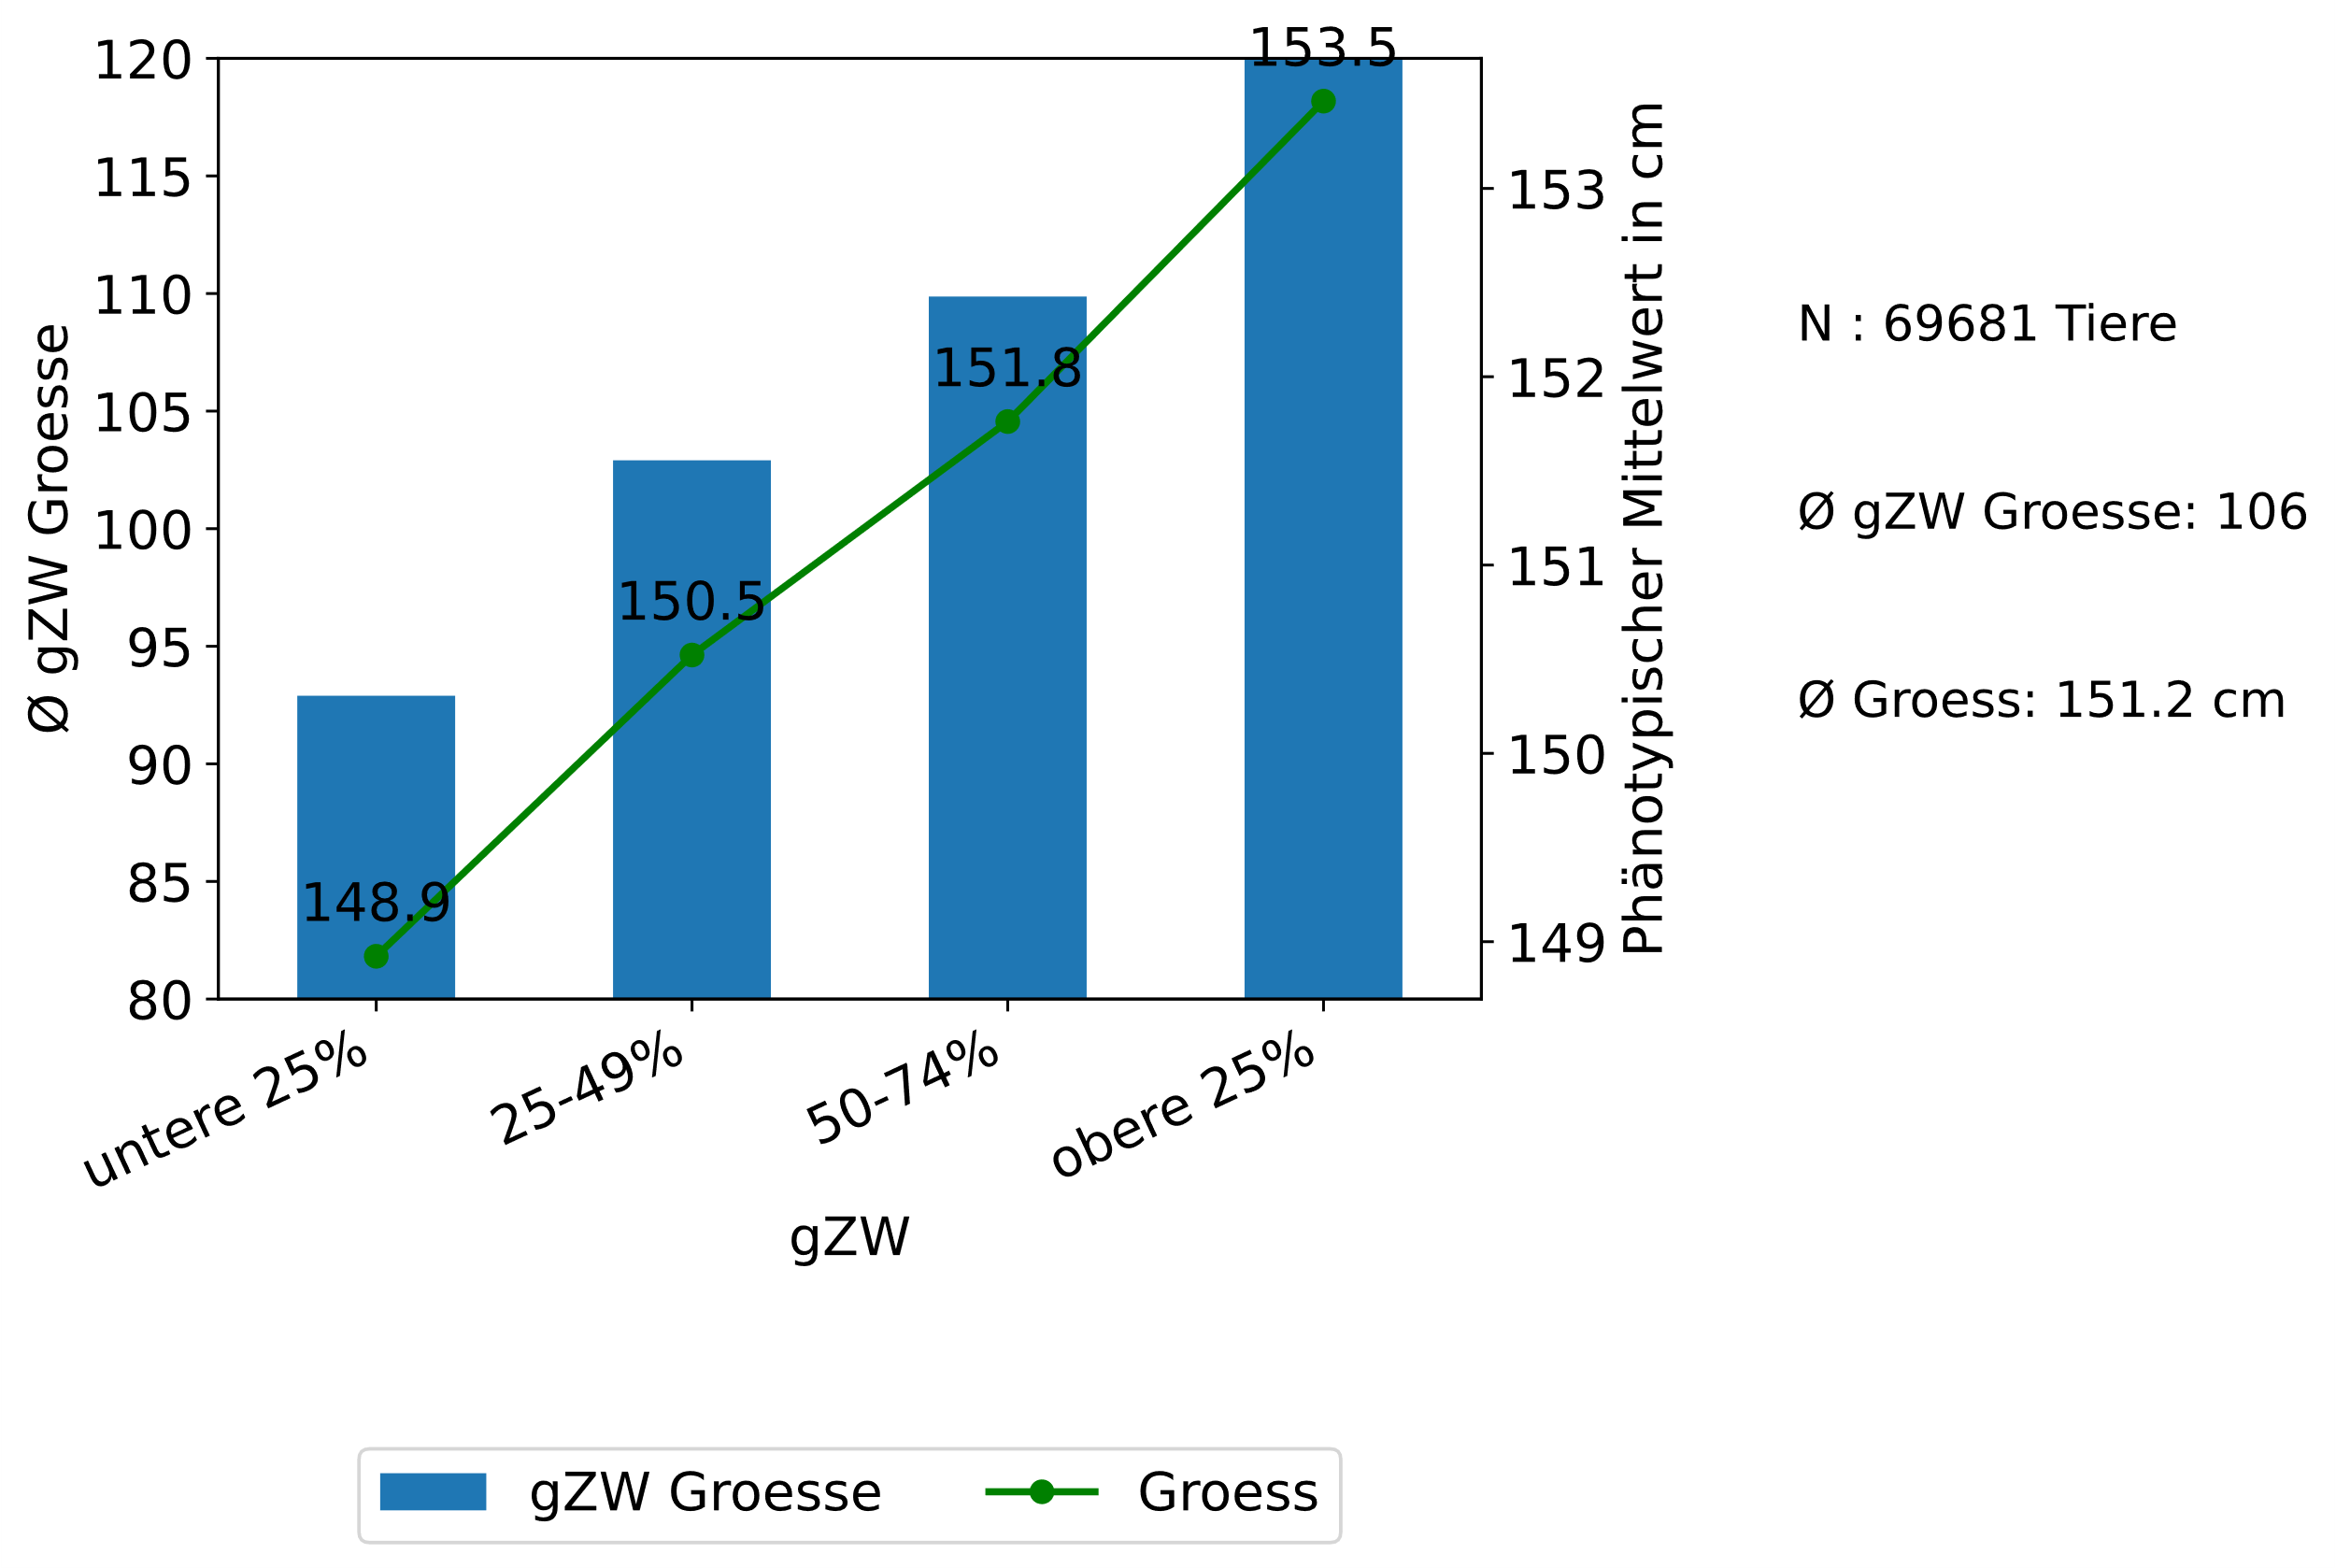 153.5
120
115
110
105
100
95
90
85
80
Ø gZW Groesse
151.8
150.5
148.9
153
152
151
150
149
Phänotypischer Mittelwert in cm
N : 69681 Tiere
Ø gZW Groesse: 106
Ø Groess: 151.2 cm
untere 25%
25-49%
50-74%
obere 25%
gZW
gZW Groesse
Groess